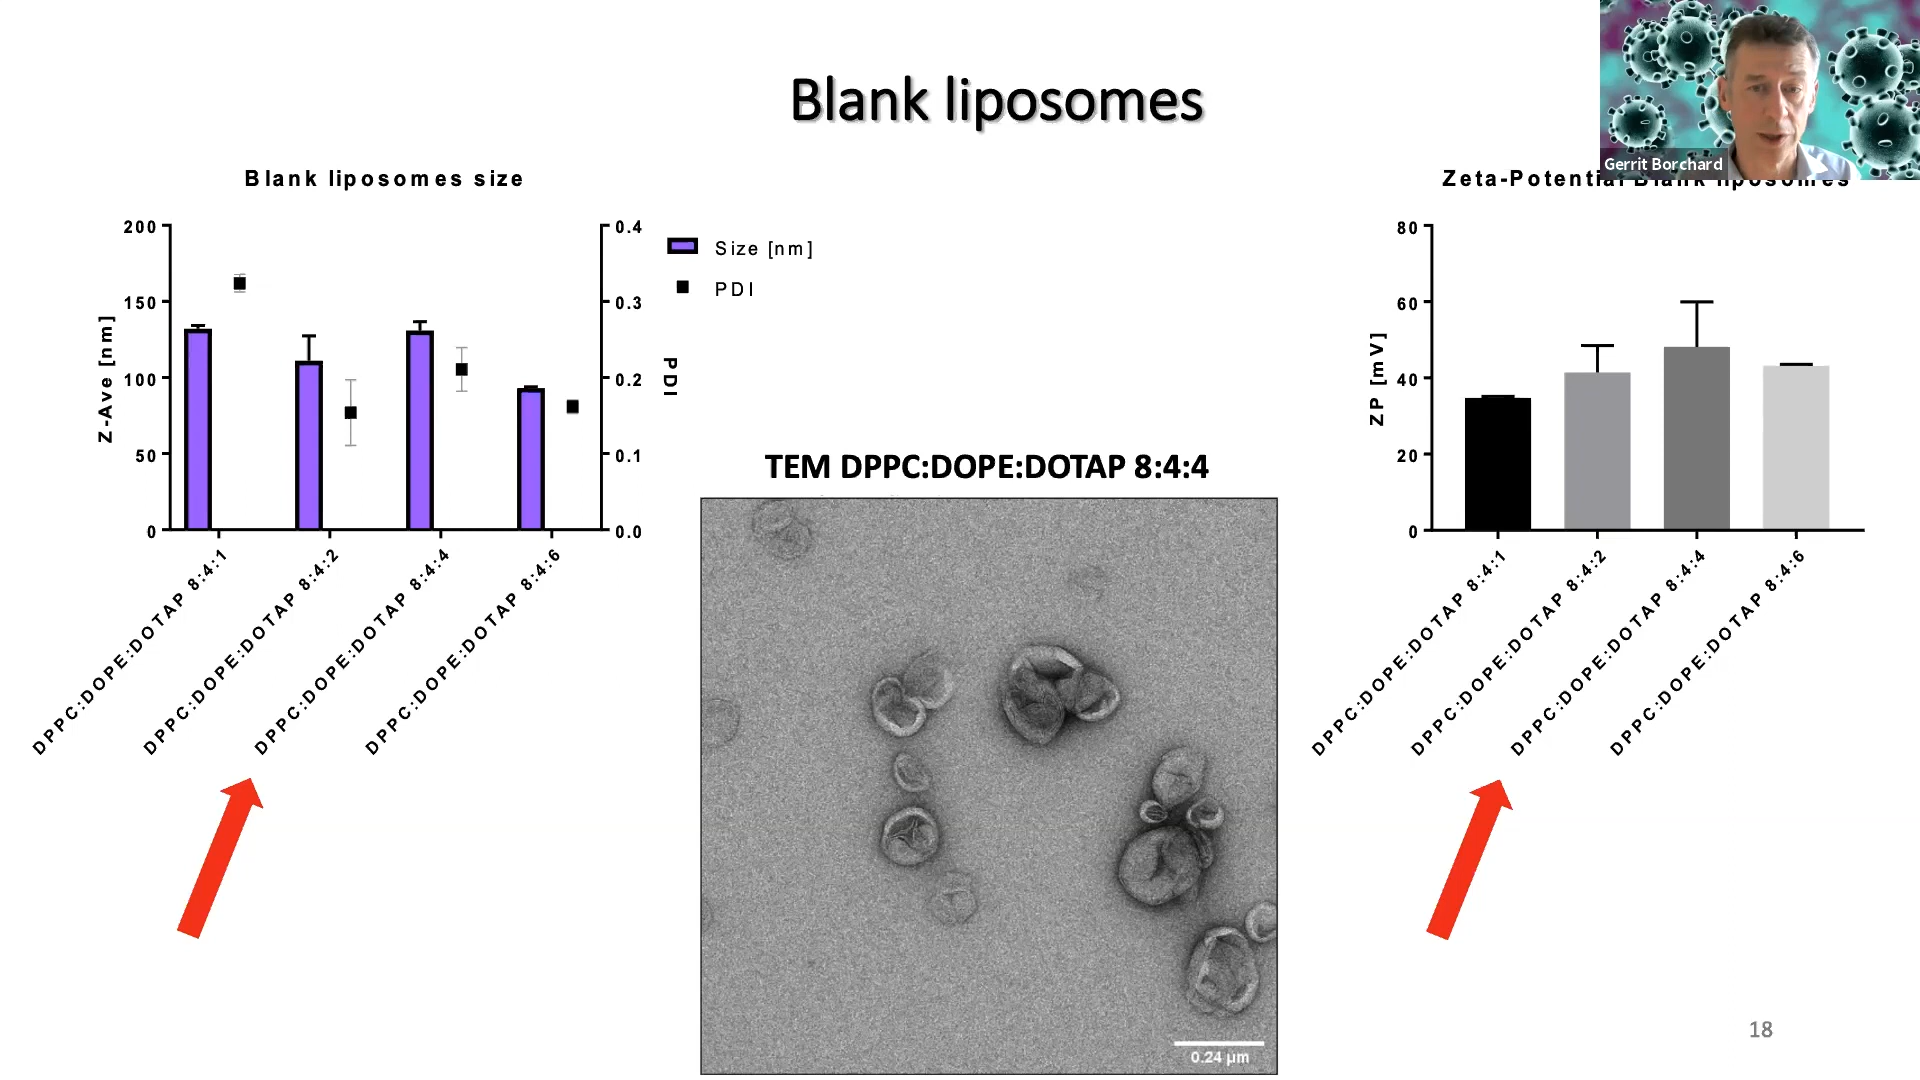 Blank liposomes
Gerrit Borchard
Blank liposomes size
200
150
100
50
0
Z-Ave [nm]
0.4
0.3
0.2
0.1
0.0
PDI
Size [nm]
PDI
DPPC:DOPE:DOTAP 8:4:1
DPPC:DOPE:DOTAP 8:4:2
DPPC:DOPE:DOTAP 8:4:4
DPPC:DOPE:DOTAP 8:4:6
TEM DPPC:DOPE:DOTAP 8:4:4
0.24 µm
Zeta-Potential Blank liposomes
80
60
40
20
0
ZP [mV]
DPPC:DOPE:DOTAP 8:4:1
DPPC:DOPE:DOTAP 8:4:2
DPPC:DOPE:DOTAP 8:4:4
DPPC:DOPE:DOTAP 8:4:6
18